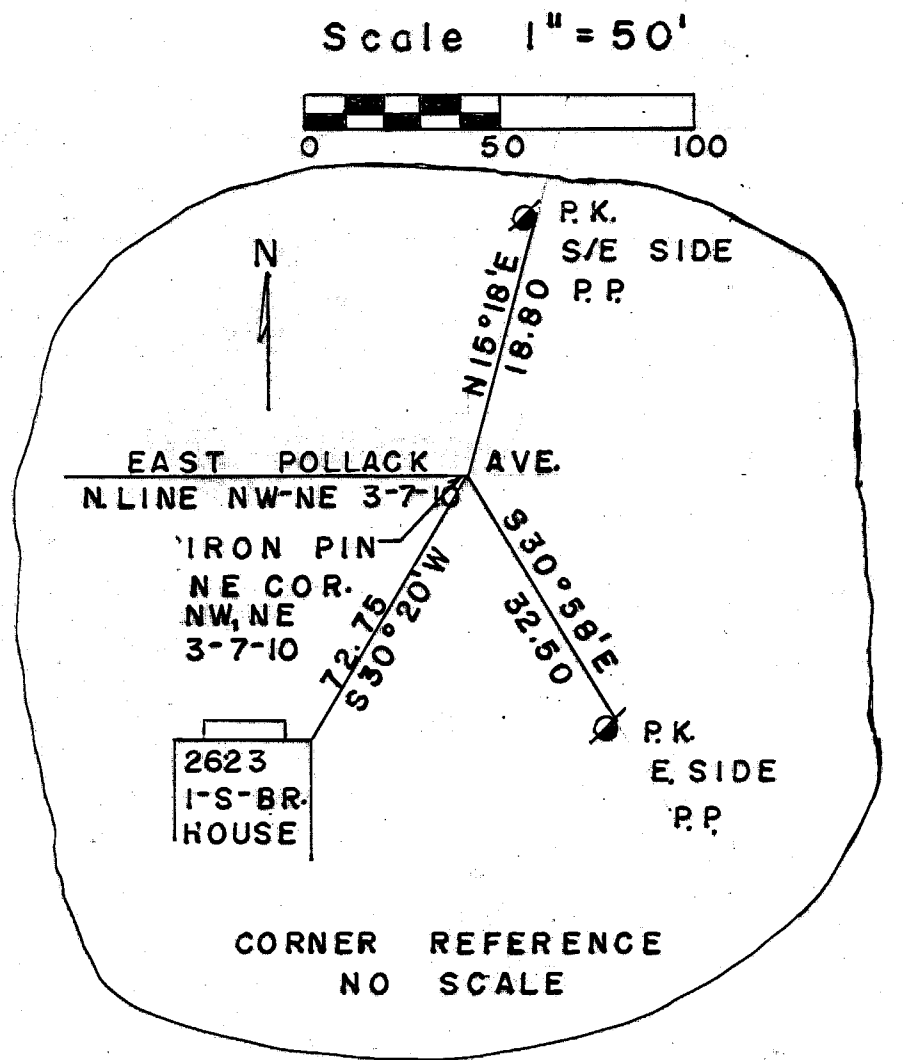 Scale 1" = 50'
0 50 100
P.K.
S/E SIDE
P.P.
N
N 15°18'E
18.80
EAST POLLACK AVE.
N. LINE NW-NE 3-7-10
IRON PIN
NE COR.
NW, NE
3-7-10
72.75
S30°20'W
S30°58'E
32.50
P.K.
E. SIDE
P.P.
2623
1-S-BR.
HOUSE
CORNER REFERENCE
NO SCALE